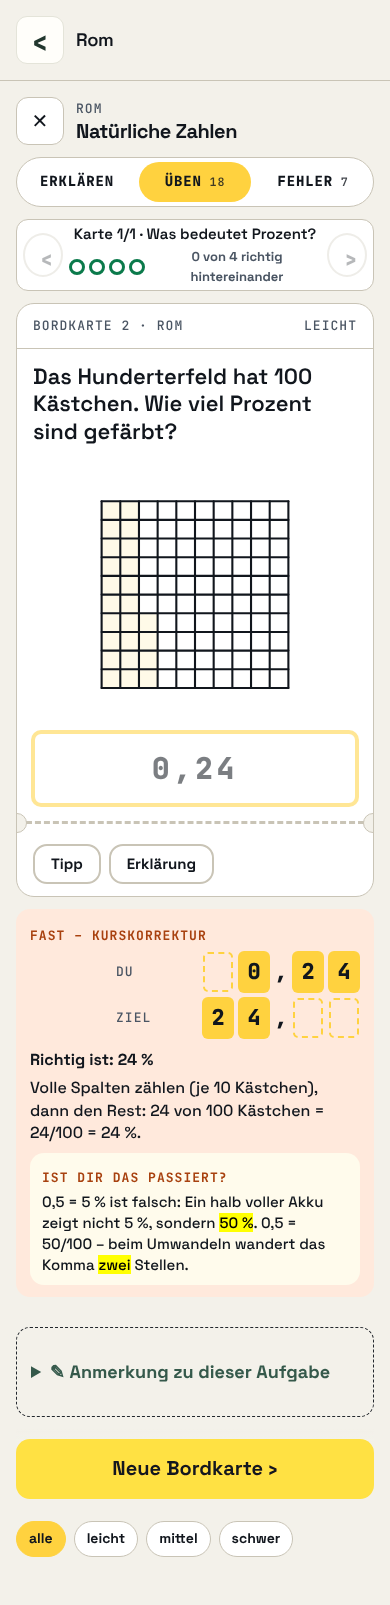 < Rom
✕ ROM
Natürliche Zahlen
ERKLÄREN ÜBEN 18 FEHLER 7
Karte 1/1 · Was bedeutet Prozent?
< 0 von 4 richtig >
hintereinander
BORDKARTE 2 · ROM LEICHT
Das Hunderterfeld hat 100
Kästchen. Wie viel Prozent
sind gefärbt?
0,24
Tipp Erklärung
FAST – KURSKORREKTUR
DU 0 , 2 4
ZIEL 2 4 ,
Richtig ist: 24 %
Volle Spalten zählen (je 10 Kästchen),
dann den Rest: 24 von 100 Kästchen =
24/100 = 24 %.
IST DIR DAS PASSIERT?
0,5 = 5 % ist falsch: Ein halb voller Akku
zeigt nicht 5 %, sondern 50 %. 0,5 =
50/100 – beim Umwandeln wandert das
Komma zwei Stellen.
▶ ✎ Anmerkung zu dieser Aufgabe
Neue Bordkarte >
alle leicht mittel schwer